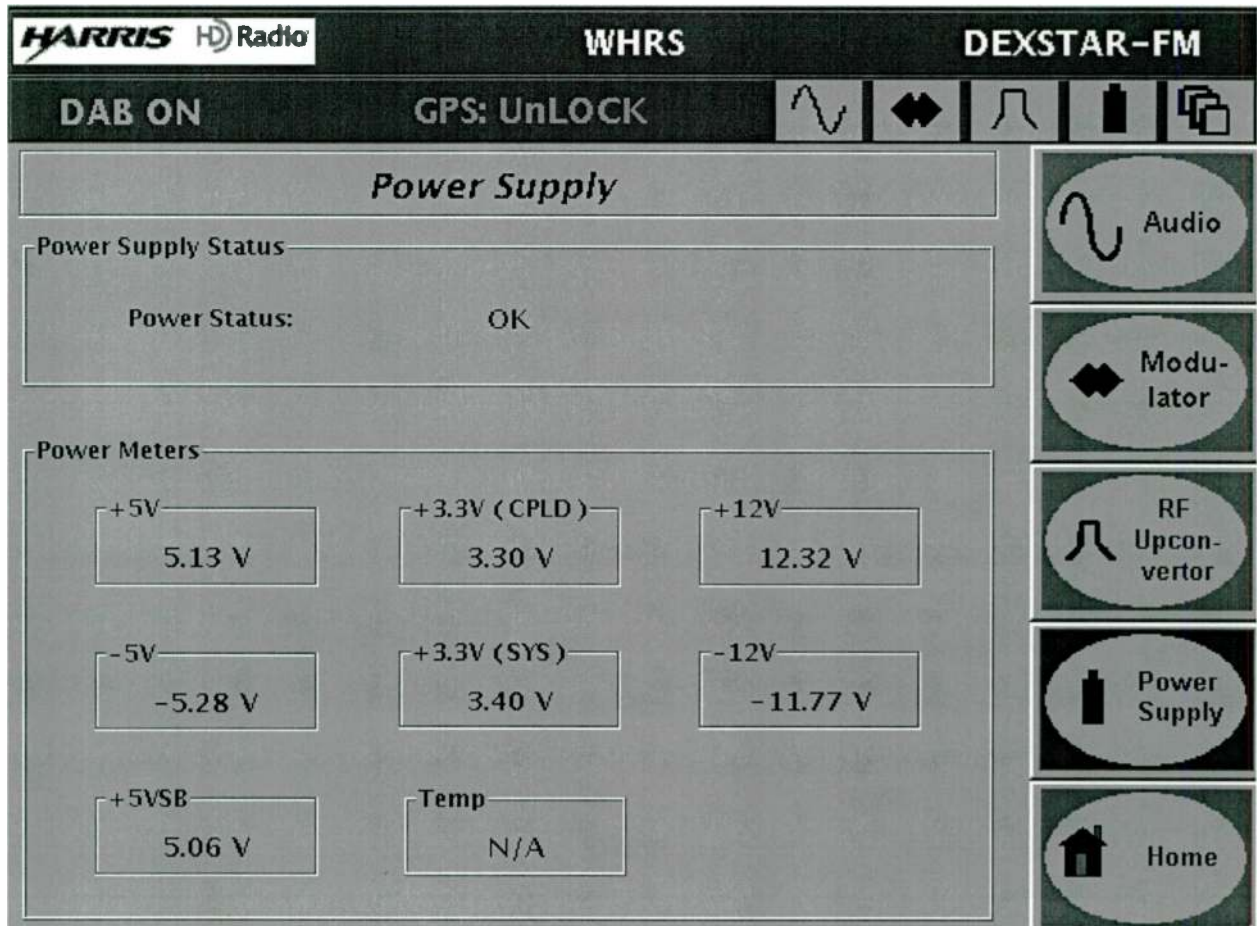 HARRIS HD Radio WHRS DEXSTAR-FM
DAB ON GPS: UnLOCK
Power Supply
Power Supply Status
Power Status: OK
Power Meters
+5V +3.3V ( CPLD ) +12V
5.13 V 3.30 V 12.32 V
-5V +3.3V ( SYS ) -12V
-5.28 V 3.40 V -11.77 V
+5VSB Temp
5.06 V N/A
Audio
Modu-
lator
RF
Upcon-
vertor
Power
Supply
Home